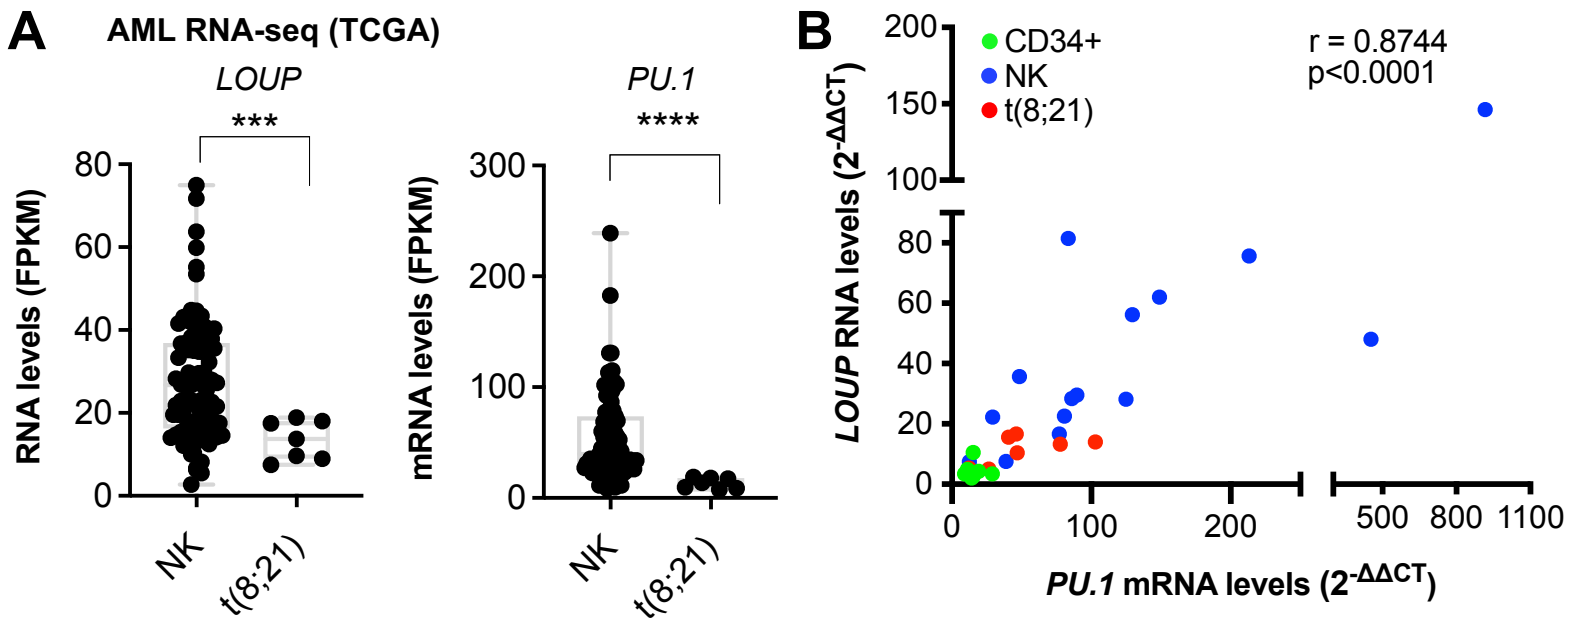 A
AML RNA-seq (TCGA)
LOUP
***
RNA levels (FPKM)
80
60
40
20
0
NK
t(8;21)
PU.1
****
mRNA levels (FPKM)
300
200
100
0
NK
t(8;21)
B
CD34+
NK
t(8;21)
r = 0.8744
p<0.0001
LOUP RNA levels (2-ΔΔCT)
200
150
100
80
60
40
20
0
0
100
200
500
800
1100
PU.1 mRNA levels (2-ΔΔCT)